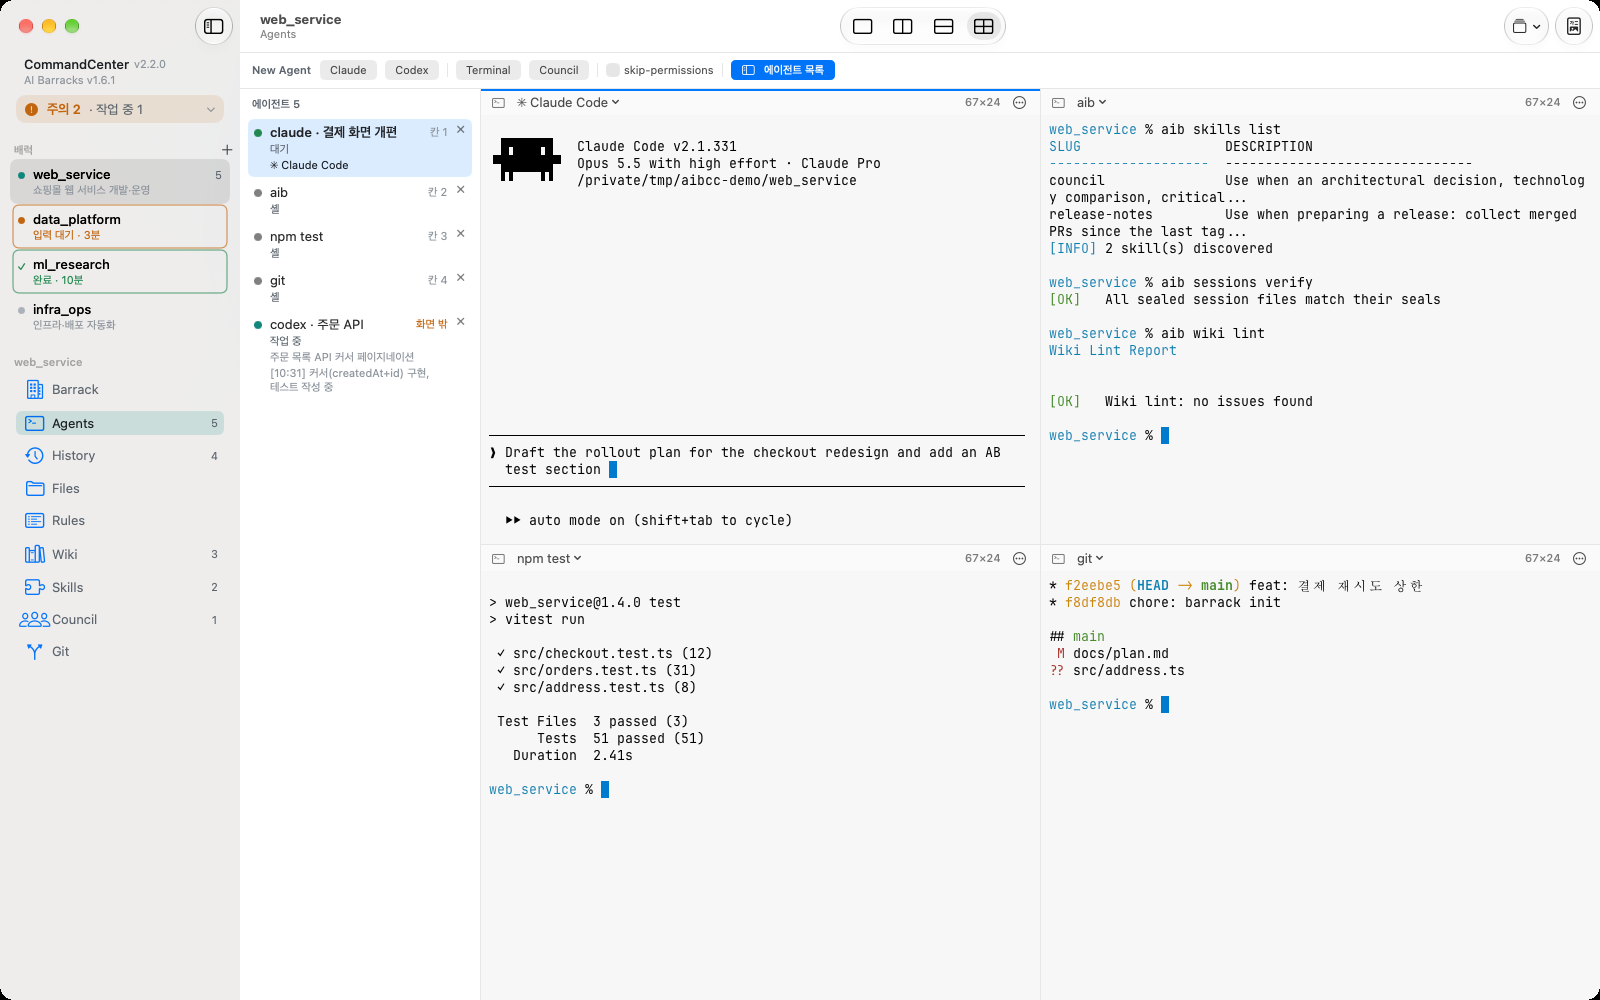 CommandCenter v2.2.0
AI Barracks v1.6.1
주의 2 · 작업 중 1
배럭
web_service 5
쇼핑몰 웹 서비스 개발·운영
data_platform
입력 대기 · 3분
ml_research
완료 · 10분
infra_ops
인프라·배포 자동화
web_service
Barrack
Agents 5
History 4
Files
Rules
Wiki 3
Skills 2
Council 1
Git
web_service
Agents
New Agent Claude Codex Terminal Council skip-permissions 에이전트 목록
에이전트 5
claude · 결제 화면 개편 칸 1
대기
✳ Claude Code
aib 칸 2
셸
npm test 칸 3
셸
git 칸 4
셸
codex · 주문 API 화면 밖
작업 중
주문 목록 API 커서 페이지네이션
[10:31] 커서(createdAt+id) 구현,
테스트 작성 중
✳ Claude Code 67×24
Claude Code v2.1.331
Opus 5.5 with high effort · Claude Pro
/private/tmp/aibcc-demo/web_service
❯ Draft the rollout plan for the checkout redesign and add an AB
test section
▶▶ auto mode on (shift+tab to cycle)
aib 67×24
web_service % aib skills list
SLUG DESCRIPTION
-------------------- -------------------------------
council Use when an architectural decision, technolog
y comparison, critical...
release-notes Use when preparing a release: collect merged
PRs since the last tag...
[INFO] 2 skill(s) discovered
web_service % aib sessions verify
[OK] All sealed session files match their seals
web_service % aib wiki lint
Wiki Lint Report
[OK] Wiki lint: no issues found
web_service %
npm test 67×24
> web_service@1.4.0 test
> vitest run
✓ src/checkout.test.ts (12)
✓ src/orders.test.ts (31)
✓ src/address.test.ts (8)
Test Files 3 passed (3)
Tests 51 passed (51)
Duration 2.41s
web_service %
git 67×24
* f2eebe5 (HEAD -> main) feat: 결제 재시도 상한
* f8df8db chore: barrack init
## main
M docs/plan.md
?? src/address.ts
web_service %